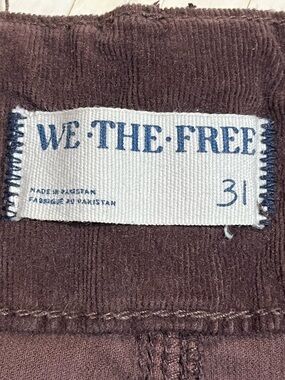 WE·THE·FREE
31
MADE IN PAKISTAN
FABRIQUÉ AU PAKISTAN